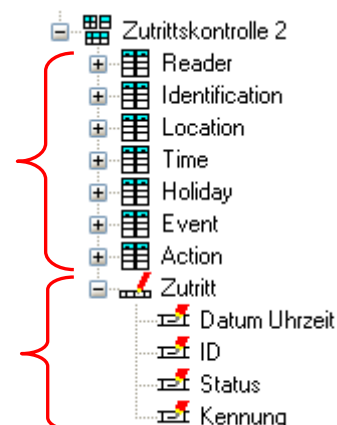 Zutrittskontrolle 2
Reader
Identification
Location
Time
Holiday
Event
Action
Zutritt
Datum Uhrzeit
ID
Status
Kennung